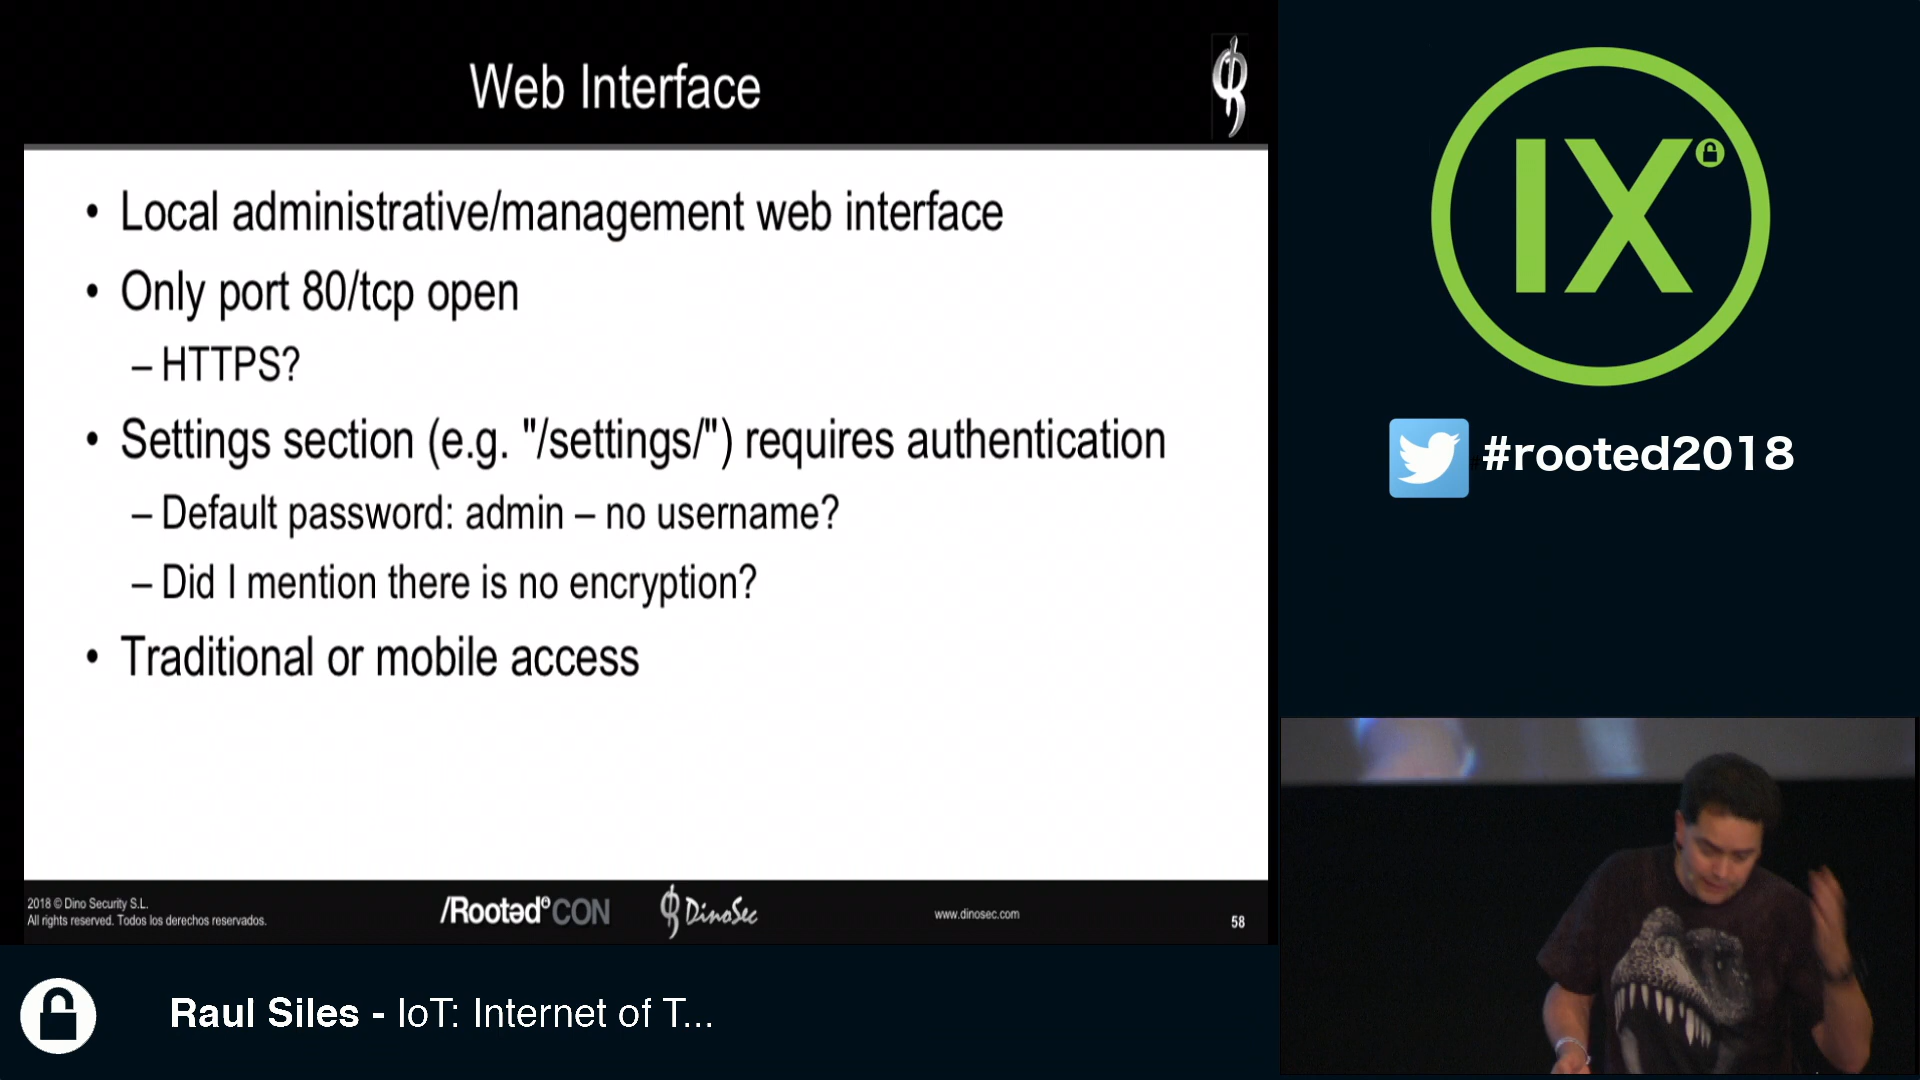 Web Interface
• Local administrative/management web interface
• Only port 80/tcp open
– HTTPS?
• Settings section (e.g. "/settings/") requires authentication
– Default password: admin – no username?
– Did I mention there is no encryption?
• Traditional or mobile access
2018 © Dino Security S.L.
All rights reserved. Todos los derechos reservados.
/Rooted CON
DinoSec
www.dinosec.com
58
IX
#rooted2018
Raul Siles - IoT: Internet of T...